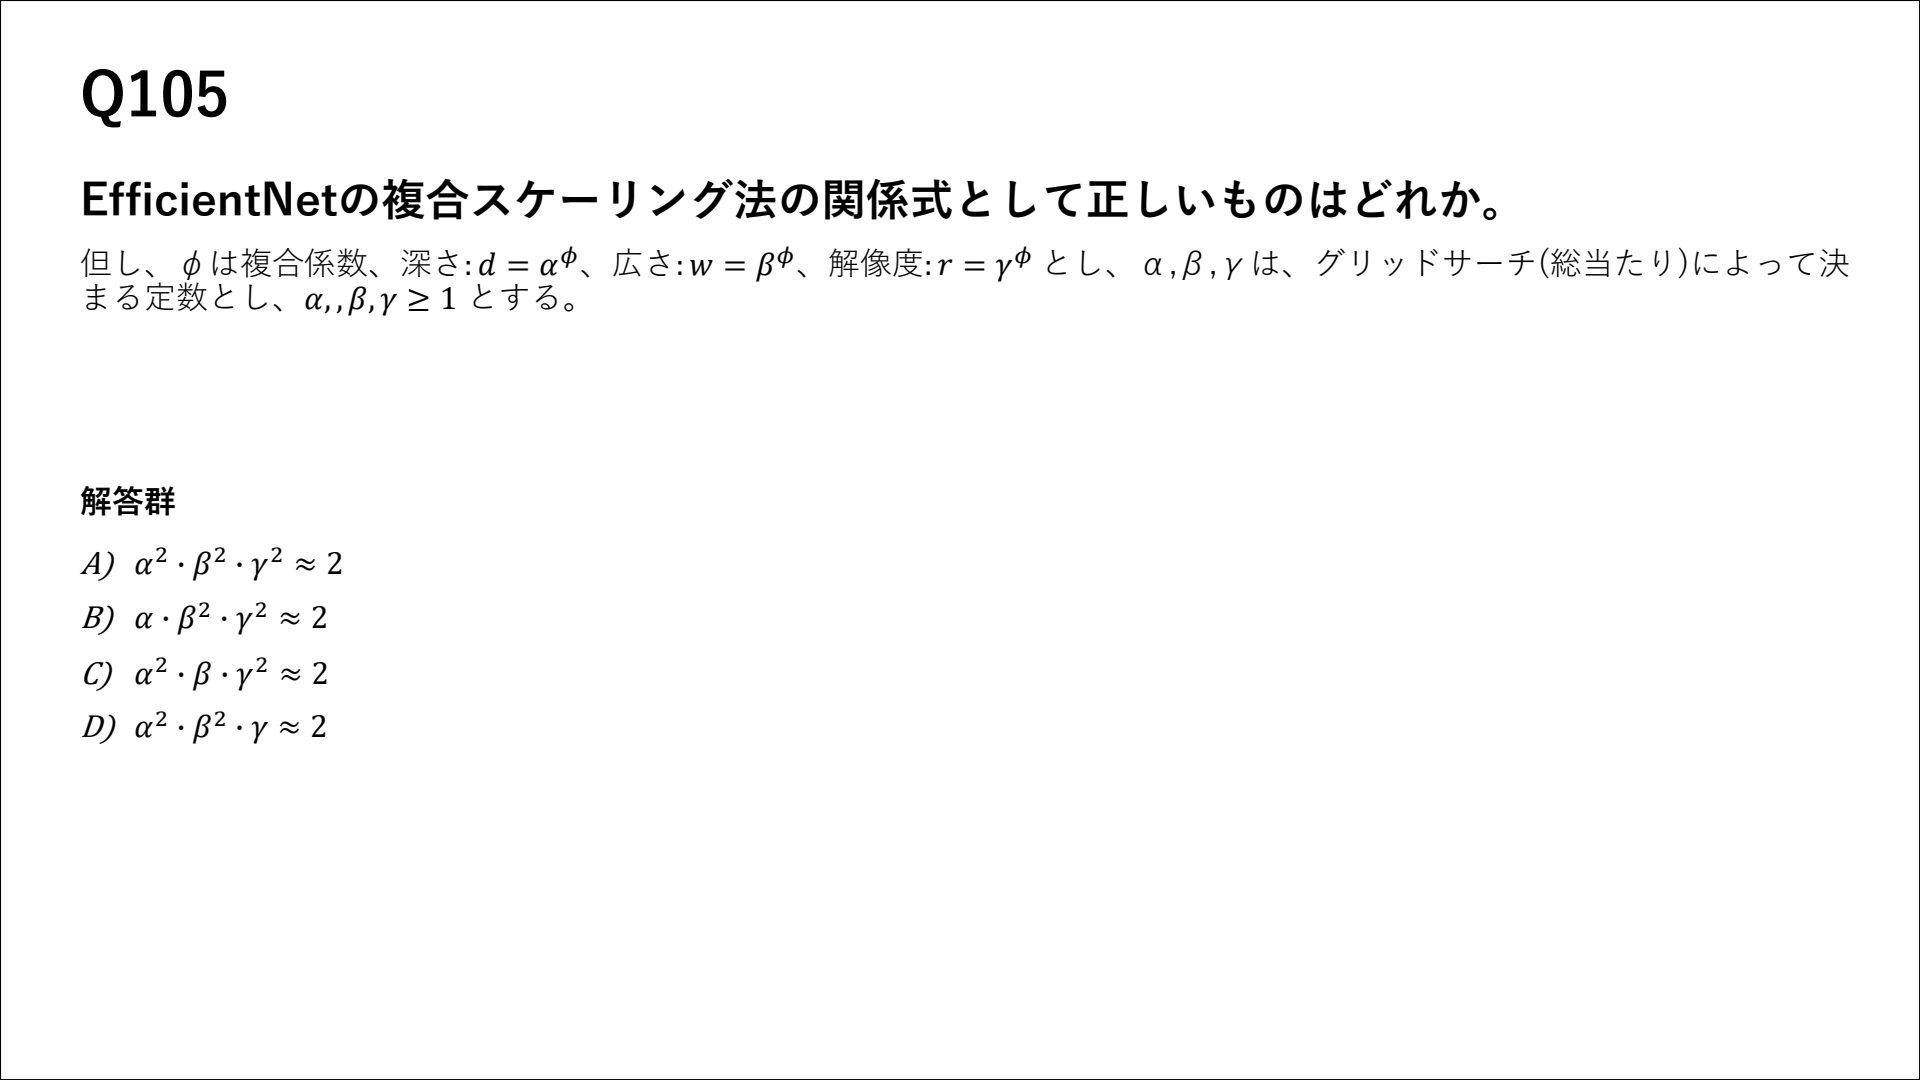 Q105
EfficientNetの複合スケーリング法の関係式として正しいものはどれか。
但し、ϕは複合係数、深さ:d = α^ϕ、広さ:w = β^ϕ、解像度:r = γ^ϕ とし、α,β,γは、グリッドサーチ(総当たり)によって決
まる定数とし、α,,β,γ ≥ 1 とする。
解答群
A) α² ⋅ β² ⋅ γ² ≈ 2
B) α ⋅ β² ⋅ γ² ≈ 2
C) α² ⋅ β ⋅ γ² ≈ 2
D) α² ⋅ β² ⋅ γ ≈ 2